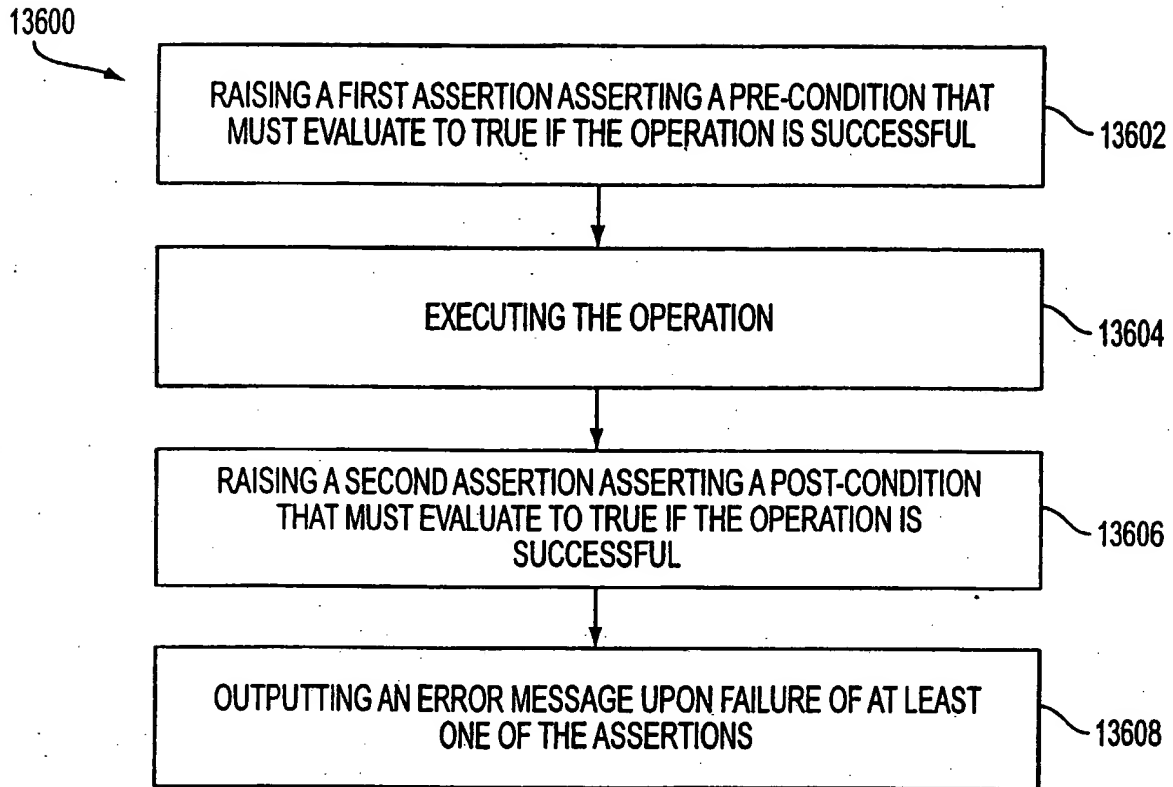 13600
RAISING A FIRST ASSERTION ASSERTING A PRE-CONDITION THAT
MUST EVALUATE TO TRUE IF THE OPERATION IS SUCCESSFUL
13602
EXECUTING THE OPERATION
13604
RAISING A SECOND ASSERTION ASSERTING A POST-CONDITION
THAT MUST EVALUATE TO TRUE IF THE OPERATION IS
SUCCESSFUL
13606
OUTPUTTING AN ERROR MESSAGE UPON FAILURE OF AT LEAST
ONE OF THE ASSERTIONS
13608